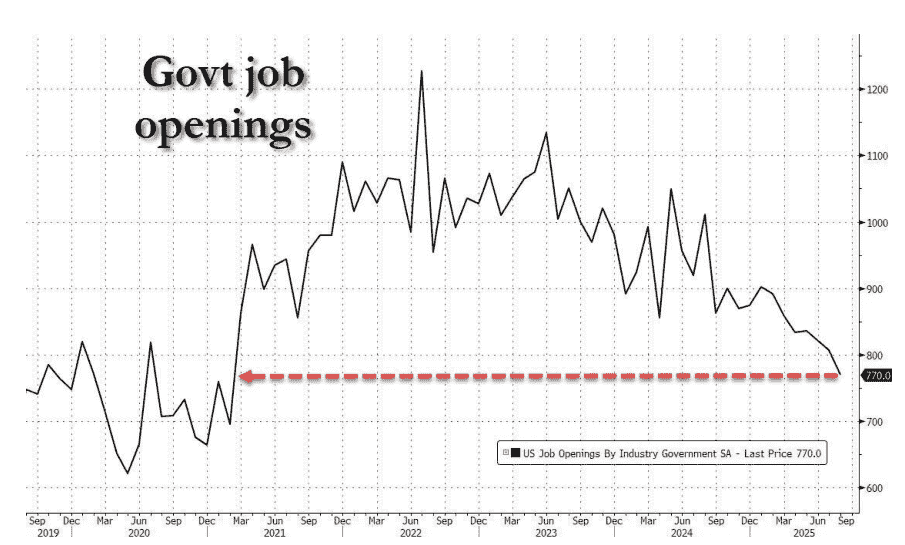 Govt job
openings
1200
1100
1000
900
800
770.0
700
600
US Job Openings By Industry Government SA - Last Price 770.0
Sep Dec Mar Jun Sep Dec Mar Jun Sep Dec Mar Jun Sep Dec Mar Jun Sep Dec Mar Jun Sep Dec Mar Jun Sep
2019 2020 2021 2022 2023 2024 2025